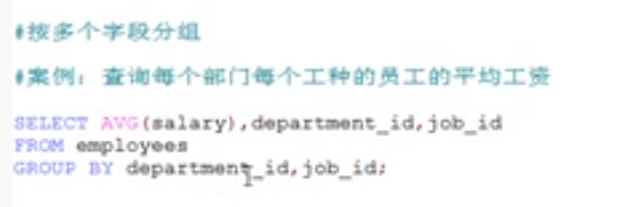 #按多个字段分组
#案例：查询每个部门每个工种的员工的平均工资
SELECT AVG(salary),department_id,job_id
FROM employees
GROUP BY department_id,job_id;